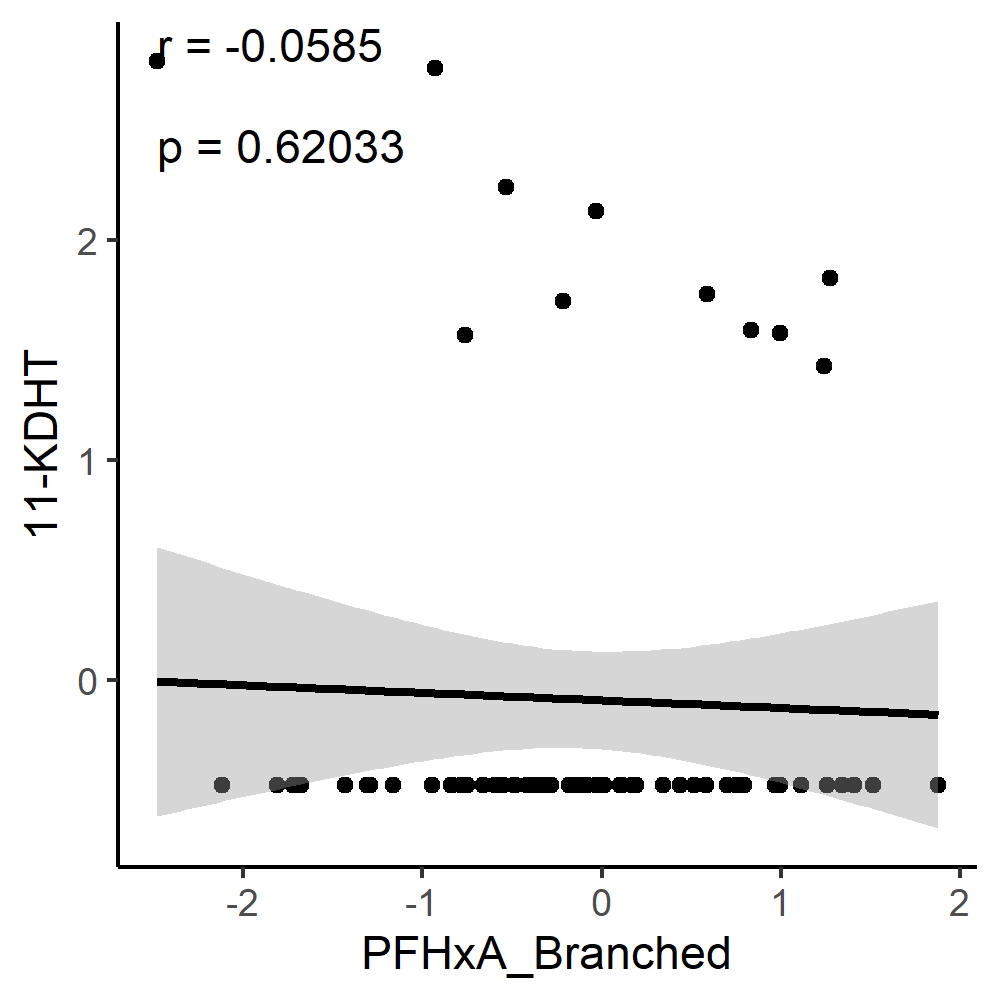 r = -0.0585
p = 0.62033
2
1
0
11-KDHT
-2
-1
0
1
2
PFHxA_Branched